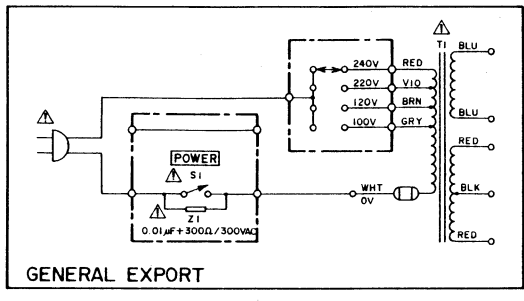 T1
BLU
240V RED
220V VIO
120V BRN
100V GRY
BLU
RED
POWER
S1
WHT
0V
BLK
Z1
0.01µF+300Ω/300VAC
RED
GENERAL EXPORT